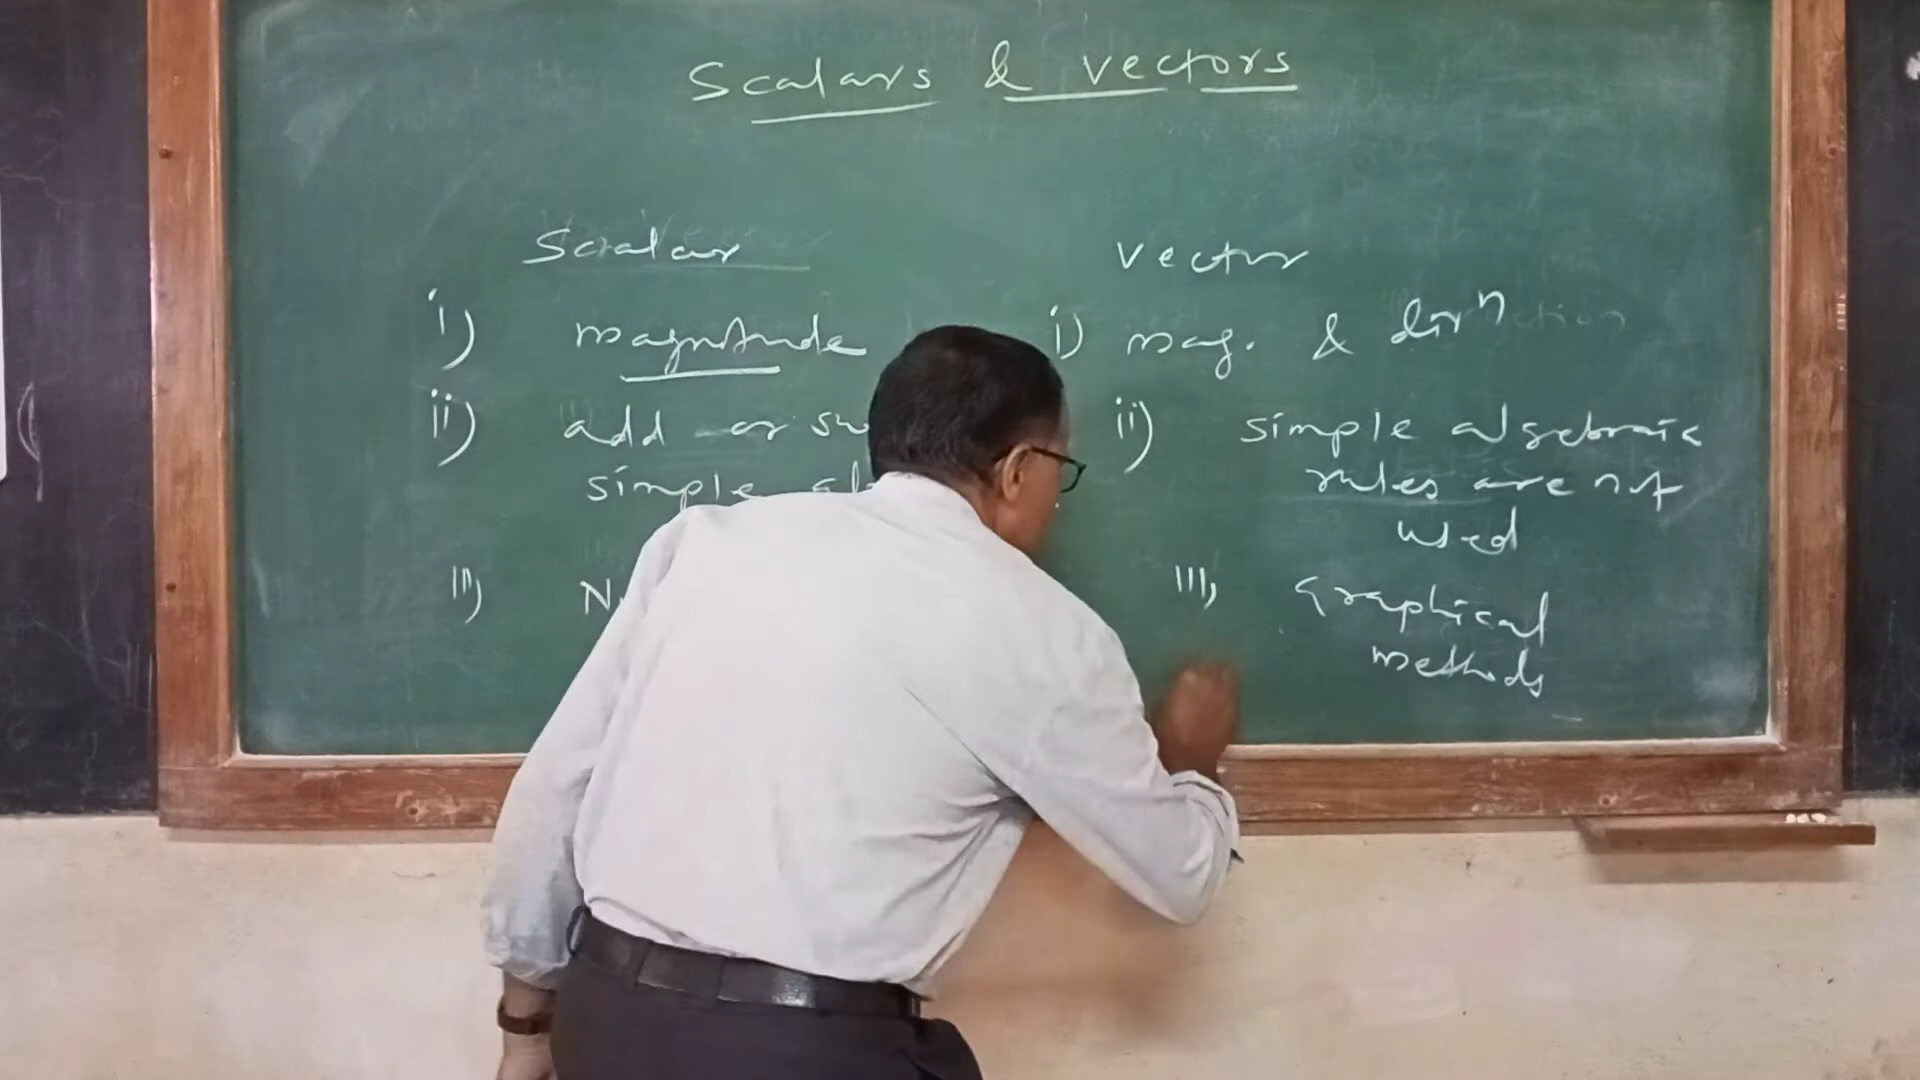 Scalars & vectors
Scalar
Vector
i) magnitude
i) mag. & dirn
ii) add or
simple
ii) simple algebraic
rules are not
used
III) Graphical
methods